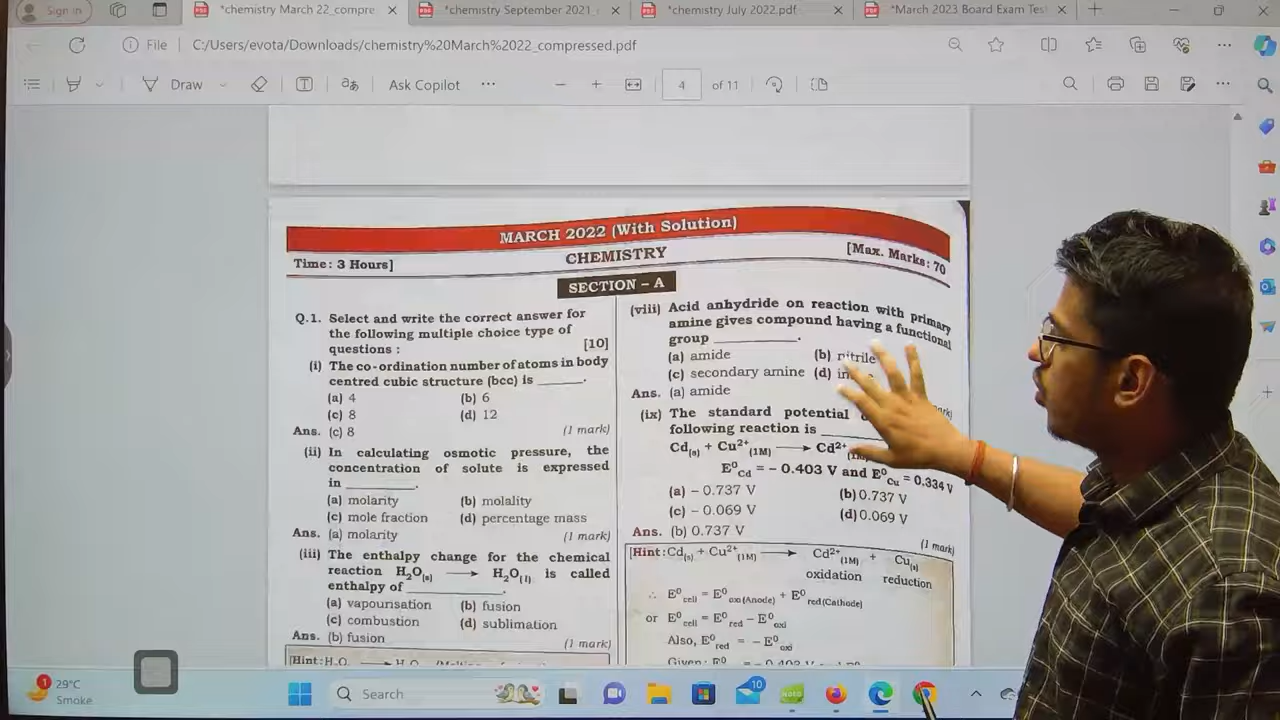 Sign in
*chemistry March 22_compre
*chemistry September 2021
*chemistry July 2022.pdf
*March 2023 Board Exam Test
File
C:/Users/evota/Downloads/chemistry%20March%2022_compressed.pdf
Draw
Ask Copilot
4 of 11
MARCH 2022 (With Solution)
Time : 3 Hours]
CHEMISTRY
[Max. Marks : 70
SECTION – A
Q.1. Select and write the correct answer for
the following multiple choice type of
questions : [10]
(i) The co-ordination number of atoms in body
centred cubic structure (bcc) is ______.
(a) 4 (b) 6
(c) 8 (d) 12
Ans. (c) 8 (1 mark)
(ii) In calculating osmotic pressure, the
concentration of solute is expressed
in ________.
(a) molarity (b) molality
(c) mole fraction (d) percentage mass
Ans. (a) molarity (1 mark)
(iii) The enthalpy change for the chemical
reaction H₂O(s) ⟶ H₂O(l) is called
enthalpy of __________.
(a) vapourisation (b) fusion
(c) combustion (d) sublimation
Ans. (b) fusion (1 mark)
[Hint: H₂O
(viii) Acid anhydride on reaction with primary
amine gives compound having a functional
group __________.
(a) amide (b) nitrile
(c) secondary amine (d)
Ans. (a) amide
(ix) The standard potential
following reaction is
Cd(s) + Cu²⁺(1M) ⟶ Cd²⁺
E⁰Cd = – 0.403 V and E⁰Cu = 0.334 V
(a) – 0.737 V (b) 0.737 V
(c) – 0.069 V (d) 0.069 V
Ans. (b) 0.737 V
(1 mark)
[Hint: Cd(s) + Cu²⁺(1M) ⟶ Cd²⁺(1M) + Cu(s)
oxidation reduction
∴ E⁰cell = E⁰oxi(Anode) + E⁰red(Cathode)
or E⁰cell = E⁰red – E⁰oxi
Also, E⁰red = – E⁰oxi
Given: E⁰
1
29°C
Smoke
Search
10